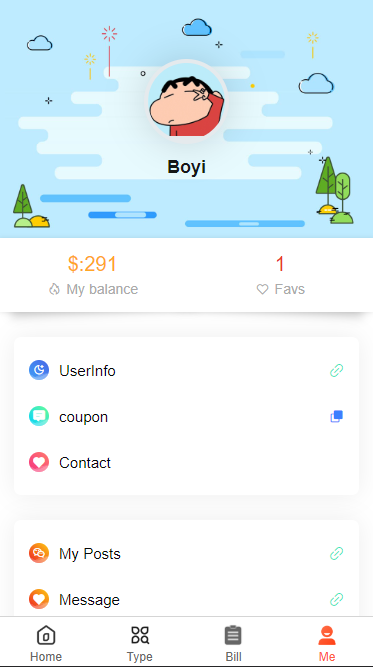 Boyi
$:291
1
My balance
Favs
UserInfo
coupon
Contact
My Posts
Message
Home
Type
Bill
Me